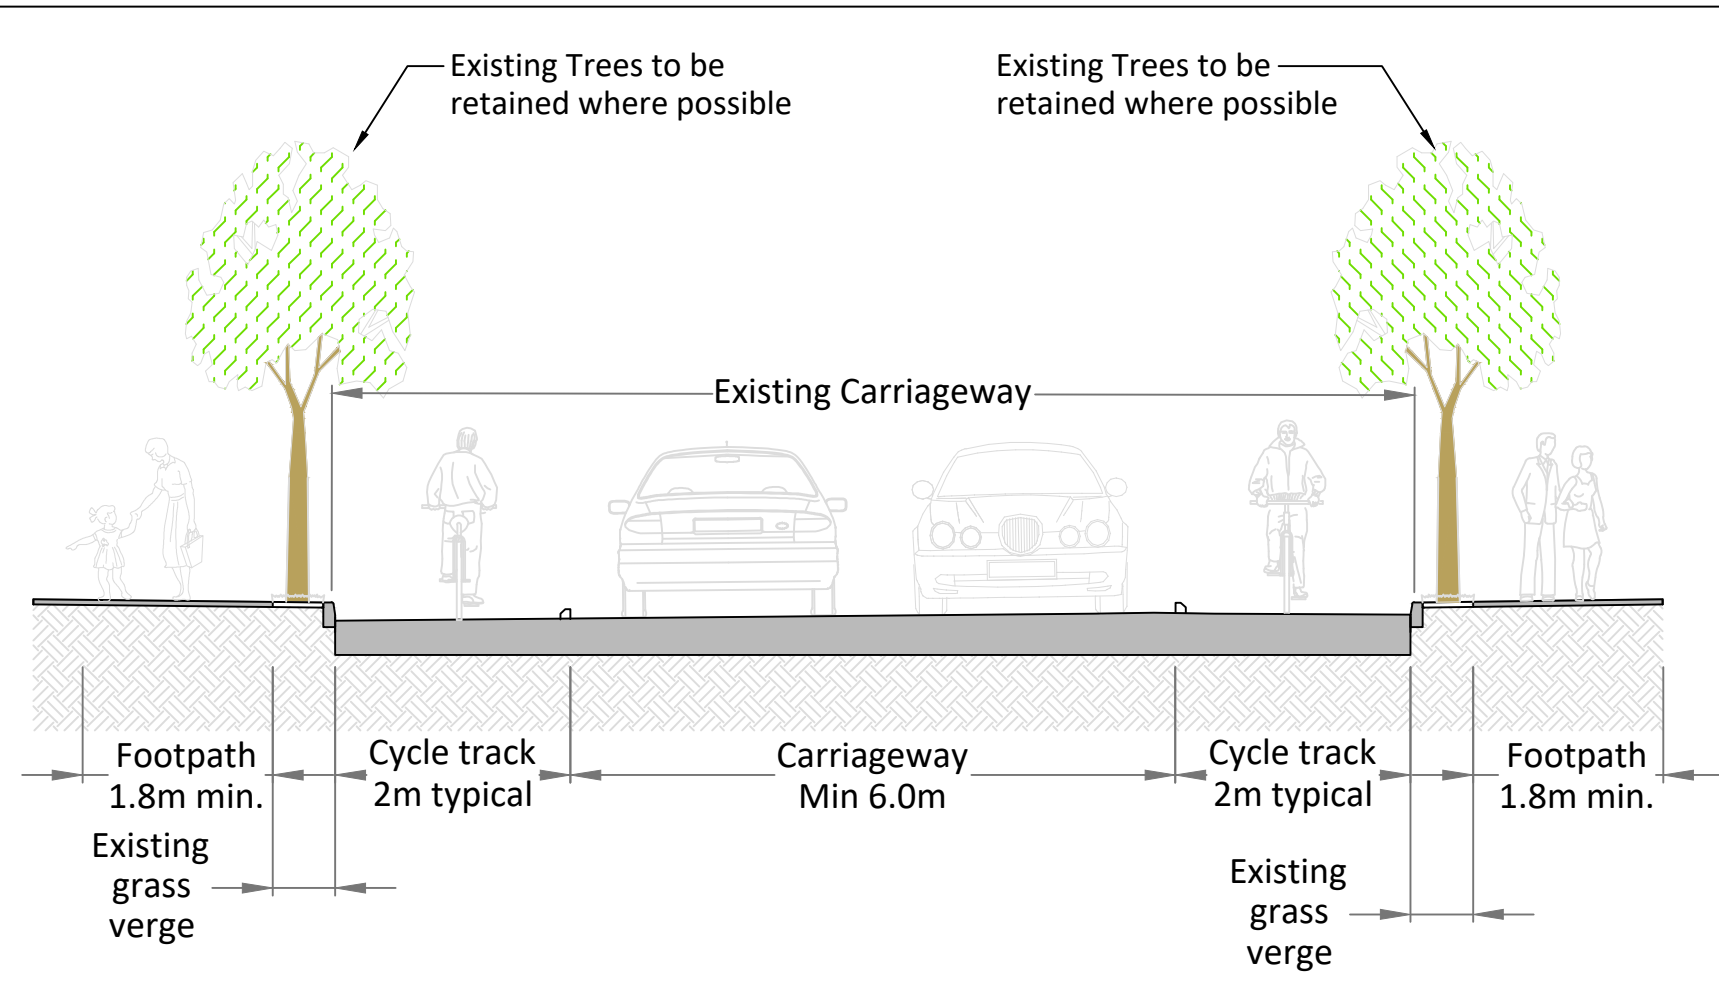 Existing Trees to be
retained where possible
Existing Trees to be
retained where possible
Existing Carriageway
Footpath
1.8m min.
Cycle track
2m typical
Carriageway
Min 6.0m
Cycle track
2m typical
Footpath
1.8m min.
Existing
grass
verge
Existing
grass
verge